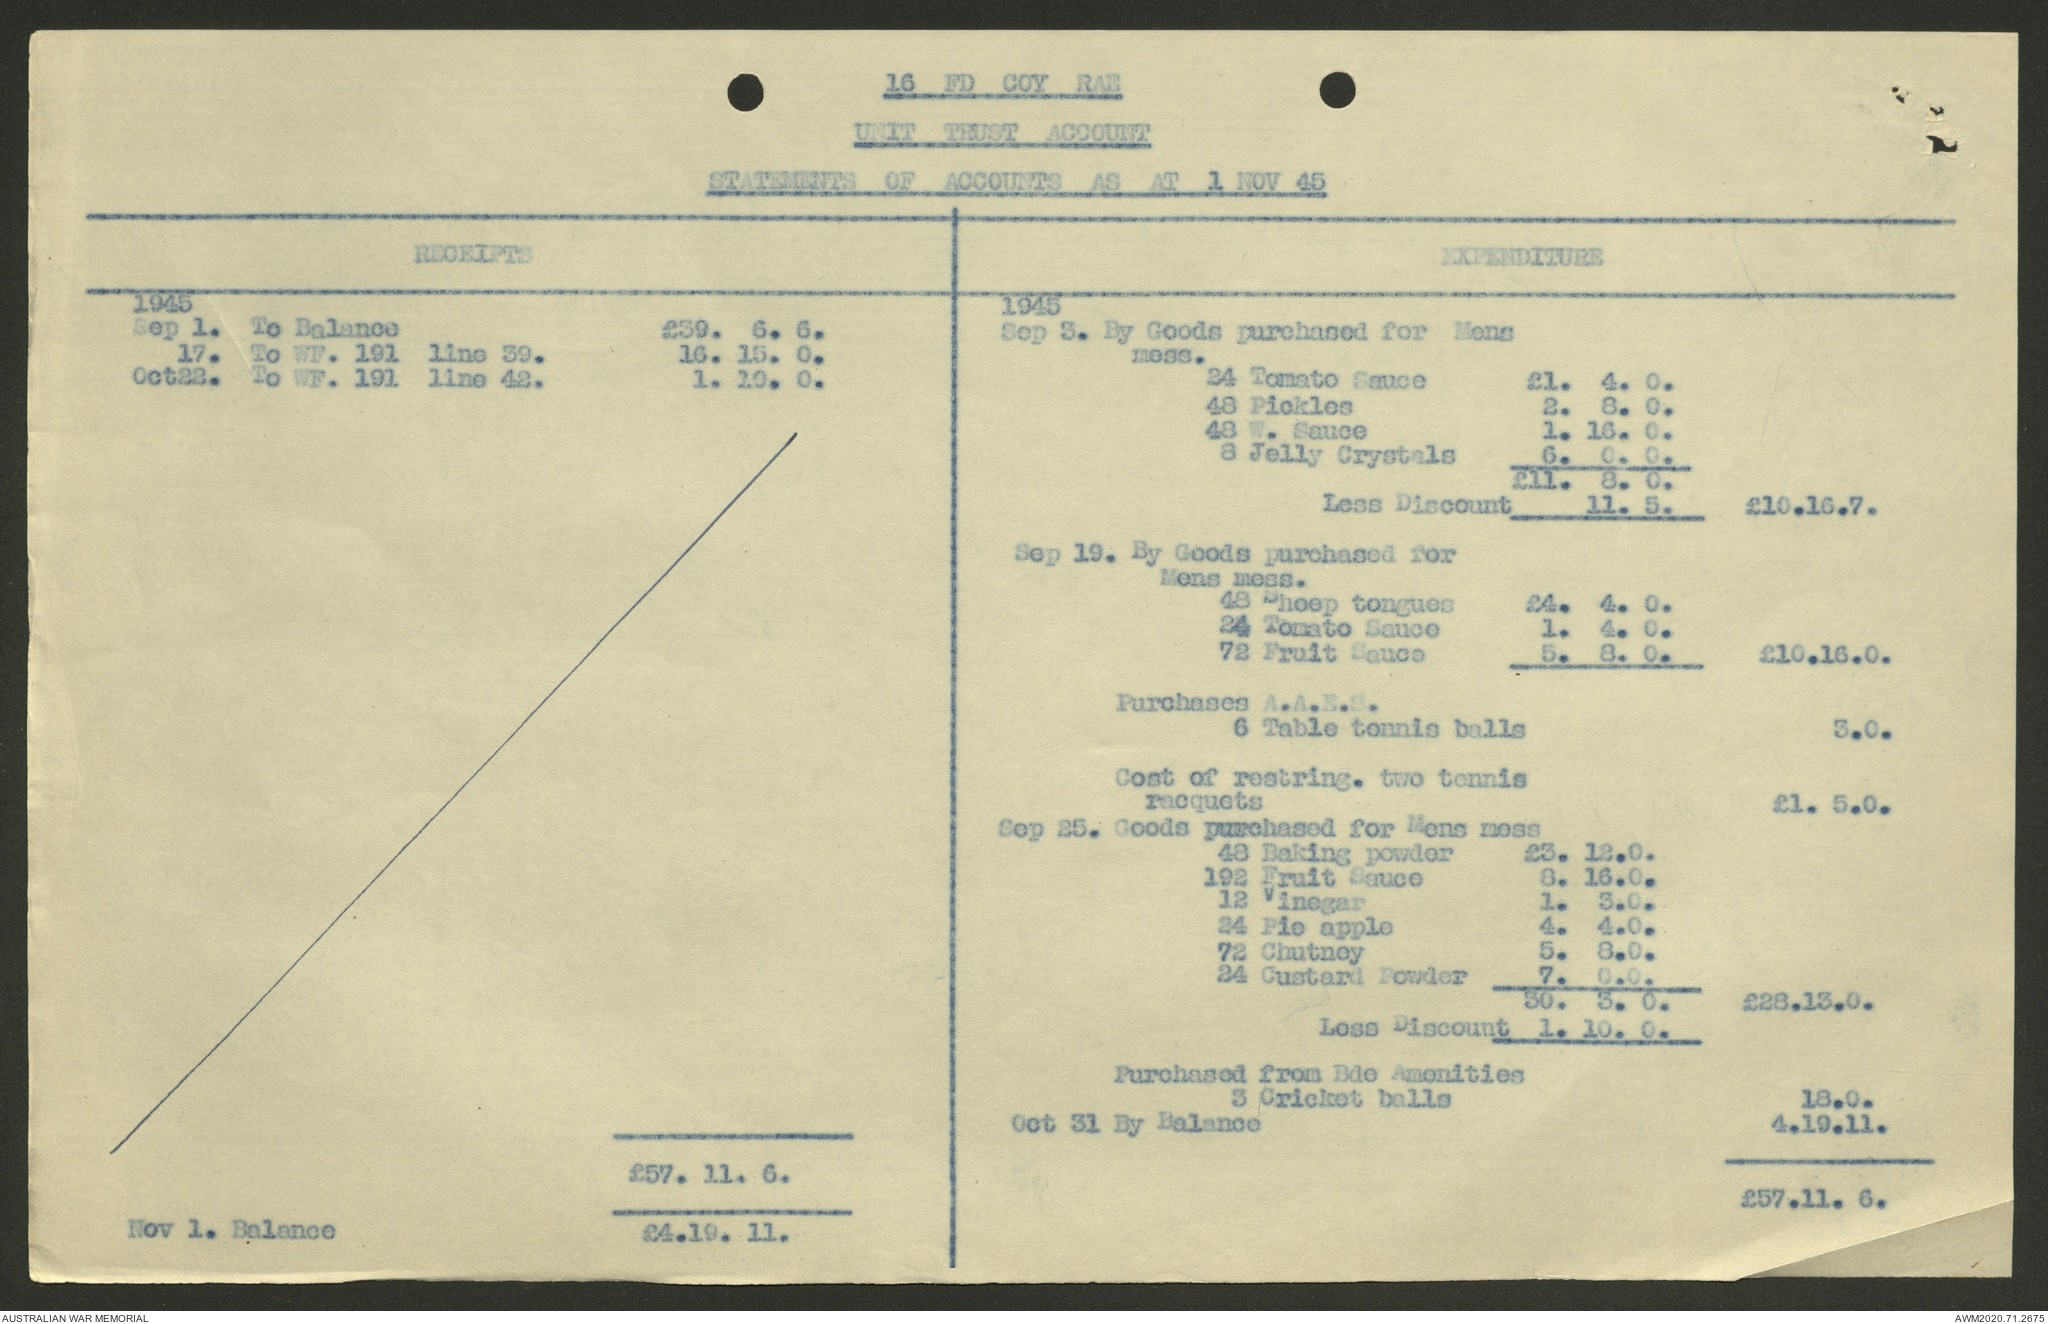 16 FD COY RAE
UNIT TRUST ACCOUNT
STATEMENTS OF ACCOUNTS AS AT 1 NOV 45
RECEIPTS
1945
Sep 1. To Balance £39. 6. 6.
17. To WF. 191 line 39. 16. 15. 0.
Oct22. To WF. 191 line 42. 1. 10. 0.
£57. 11. 6.
Nov 1. Balance £4.19. 11.
EXPENDITURE
1945
Sep 3. By Goods purchased for Mens
mess.
24 Tomato Sauce £1. 4. 0.
48 Pickles 2. 8. 0.
48 W. Sauce 1. 16. 0.
8 Jelly Crystals 6. 0. 0.
£11. 8. 0.
Less Discount 11. 5. £10.16.7.
Sep 19. By Goods purchased for
Mens mess.
48 Sheep tongues £4. 4. 0.
24 Tomato Sauce 1. 4. 0.
72 Fruit Sauce 5. 8. 0. £10.16.0.
Purchases A.A.E.S.
6 Table tennis balls 3.0.
Cost of restring. two tennis
racquets £1. 5.0.
Sep 25. Goods purchased for Mens mess
48 Baking powder £3. 12.0.
192 Fruit Sauce 8. 16.0.
12 Vinegar 1. 3.0.
24 Pie apple 4. 4.0.
72 Chutney 5. 8.0.
24 Custard Powder 7. 0.0.
30. 3. 0. £28.13.0.
Less Discount 1. 10. 0.
Purchased from Bde Amenities
3 Cricket balls 18.0.
Oct 31 By Balance 4.19.11.
£57.11. 6.
AUSTRALIAN WAR MEMORIAL
AWM2020.71.2675